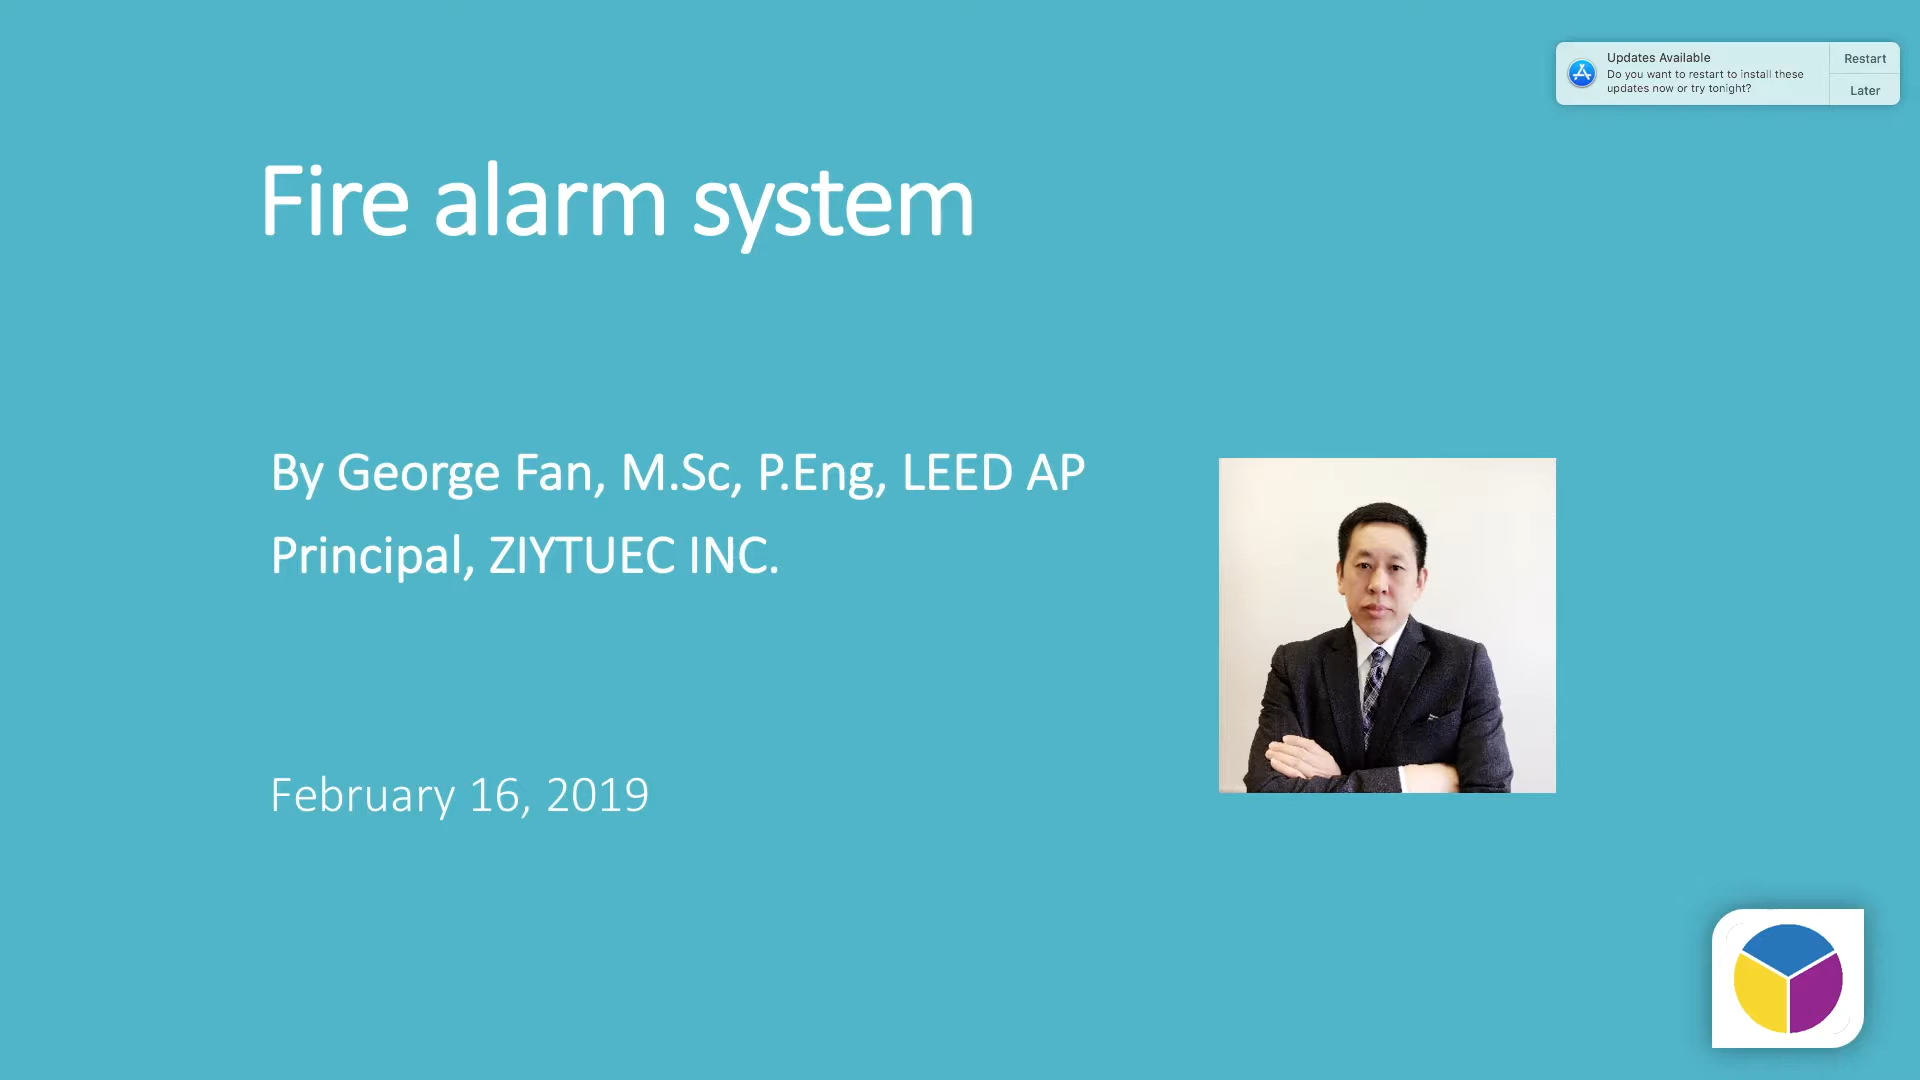 Updates Available
Do you want to restart to install these
updates now or try tonight?
Restart
Later
Fire alarm system
By George Fan, M.Sc, P.Eng, LEED AP
Principal, ZIYTUEC INC.
February 16, 2019